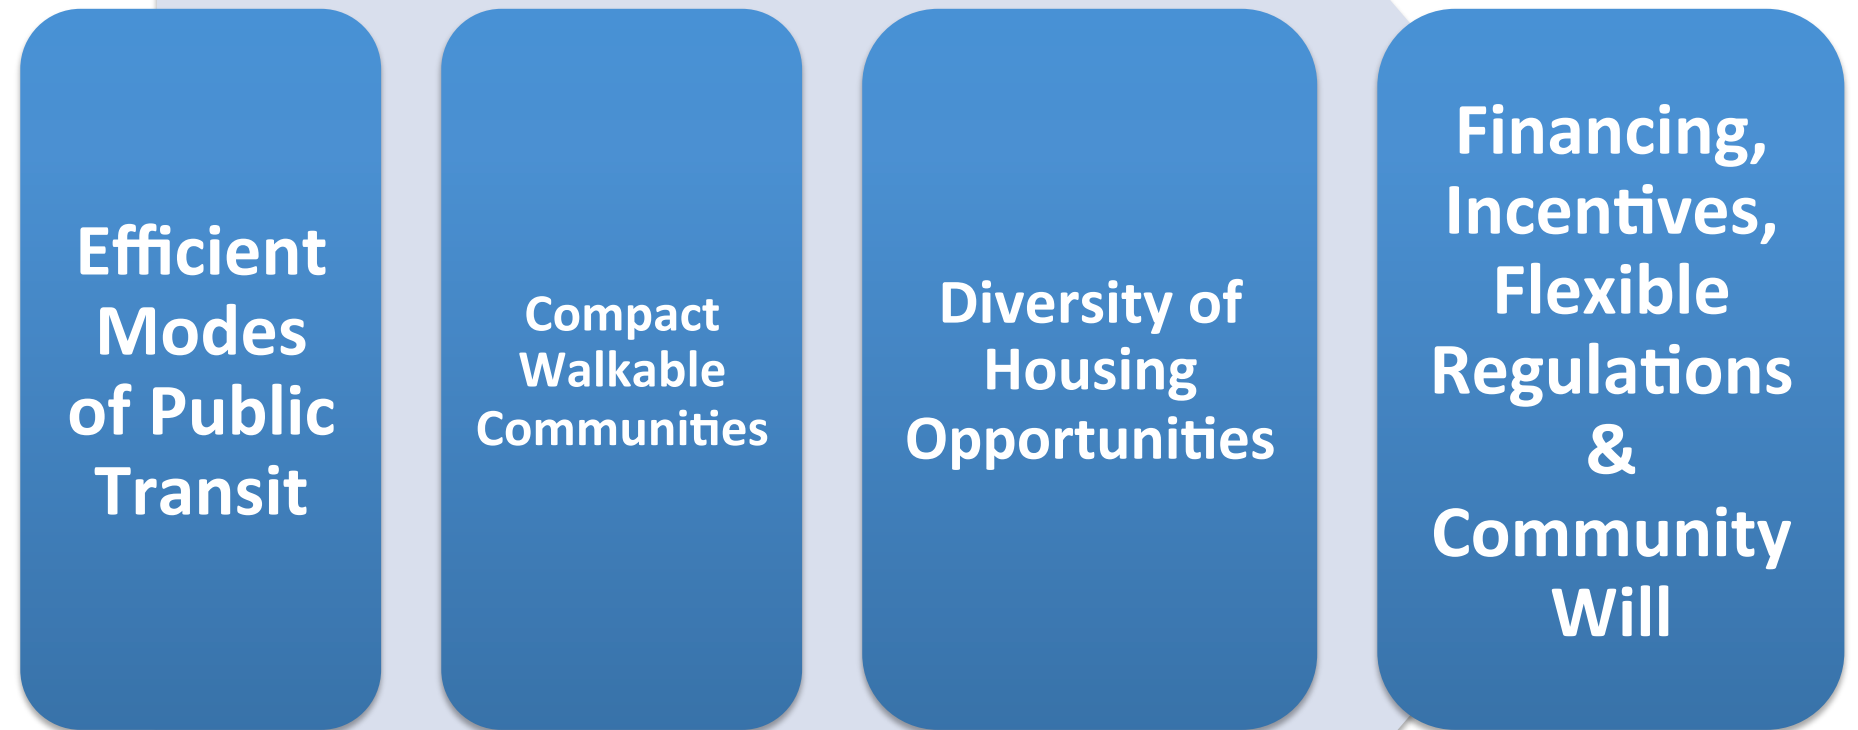 Efficient
Modes
of Public
Transit
Compact
Walkable
Communities
Diversity of
Housing
Opportunities
Financing,
Incentives,
Flexible
Regulations
&
Community
Will